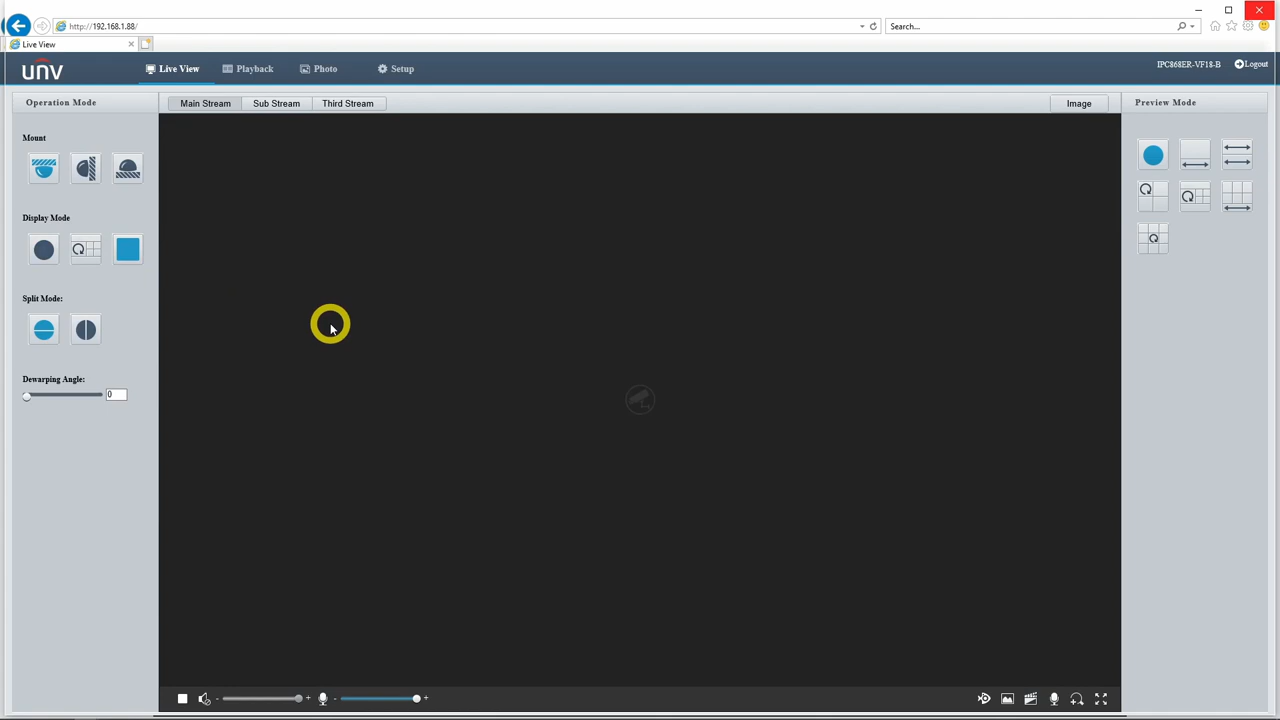 http://192.168.1.88/
Search...
Live View
unv
Live View
Playback
Photo
Setup
IPC868ER-VF18-B
Logout
Operation Mode
Main Stream
Sub Stream
Third Stream
Image
Preview Mode
Mount
Display Mode
Split Mode:
Dewarping Angle:
0
- +
- +